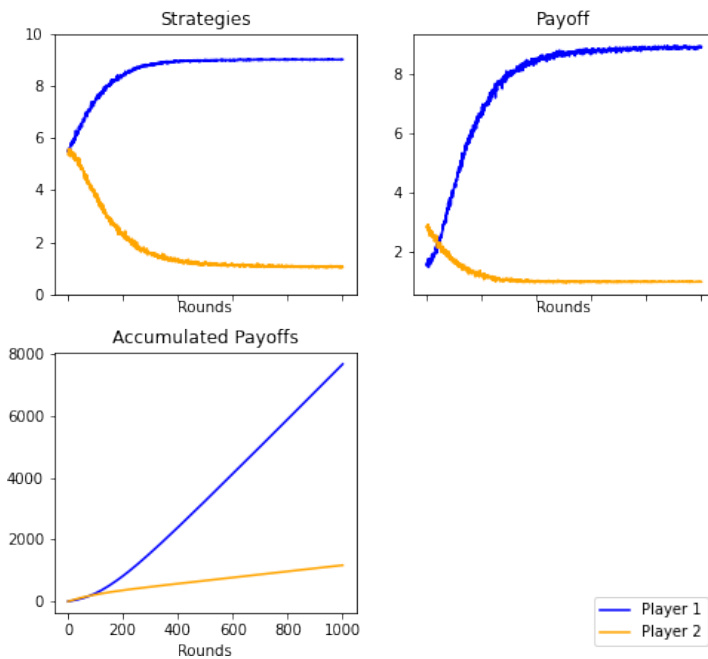 Strategies
10
8
6
4
2
0
Rounds
Payoff
8
6
4
2
Rounds
Accumulated Payoffs
8000
6000
4000
2000
0
0 200 400 600 800 1000
Rounds
Player 1
Player 2